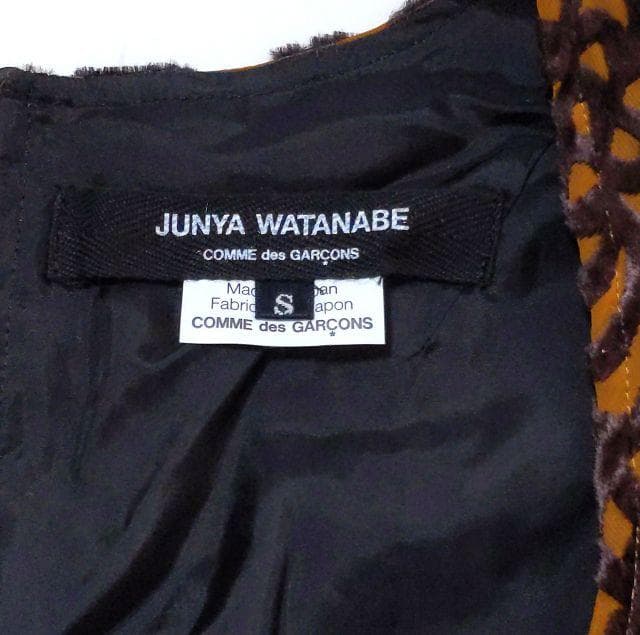 JUNYA WATANABE
COMME des GARÇONS
S
COMME des GARÇONS